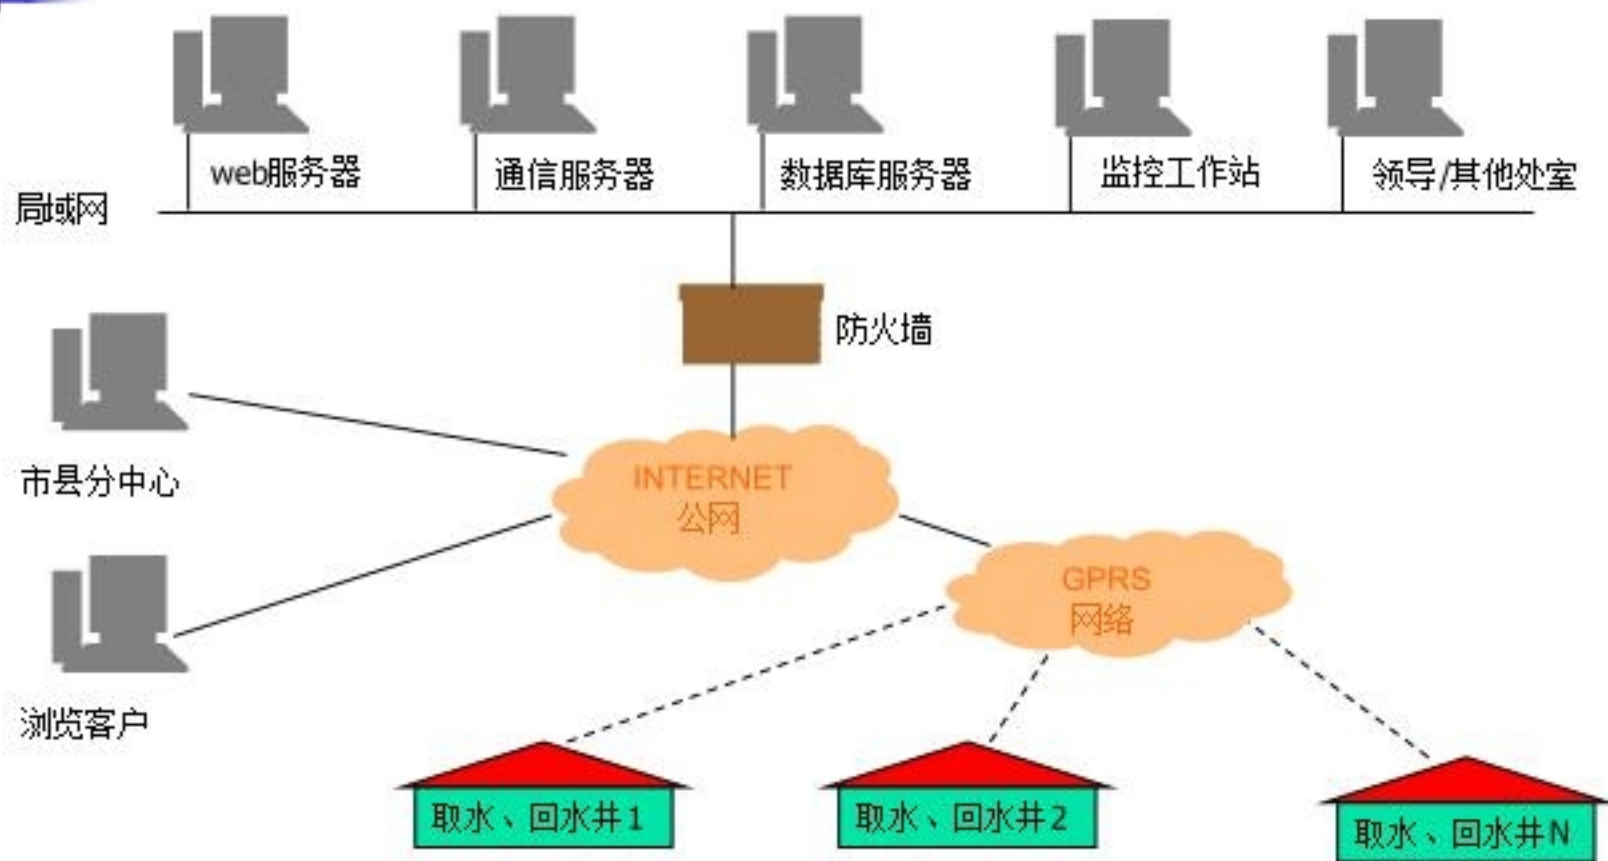 web服务器
通信服务器
数据库服务器
监控工作站
领导/其他处室
局域网
防火墙
市县分中心
INTERNET
公网
GPRS
网络
浏览客户
取水、回水井1
取水、回水井2
取水、回水井N